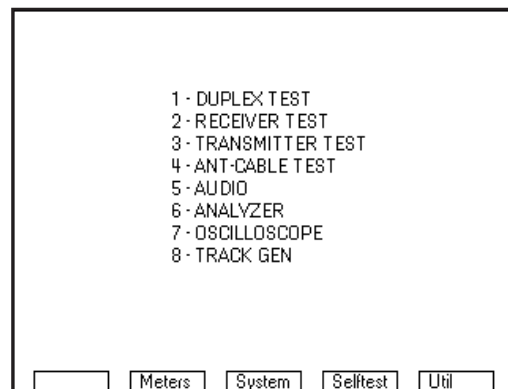 1 - DUPLEX TEST
2 - RECEIVER TEST
3 - TRANSMITTER TEST
4 - ANT-CABLE TEST
5 - AUDIO
6 - ANALYZER
7 - OSCILLOSCOPE
8 - TRACK GEN
Meters System Selftest Util